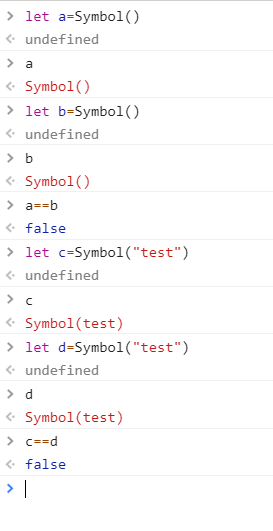 > let a=Symbol()
<· undefined
> a
<· Symbol()
> let b=Symbol()
<· undefined
> b
<· Symbol()
> a==b
<· false
> let c=Symbol("test")
<· undefined
> c
<· Symbol(test)
> let d=Symbol("test")
<· undefined
> d
<· Symbol(test)
> c==d
<· false
>